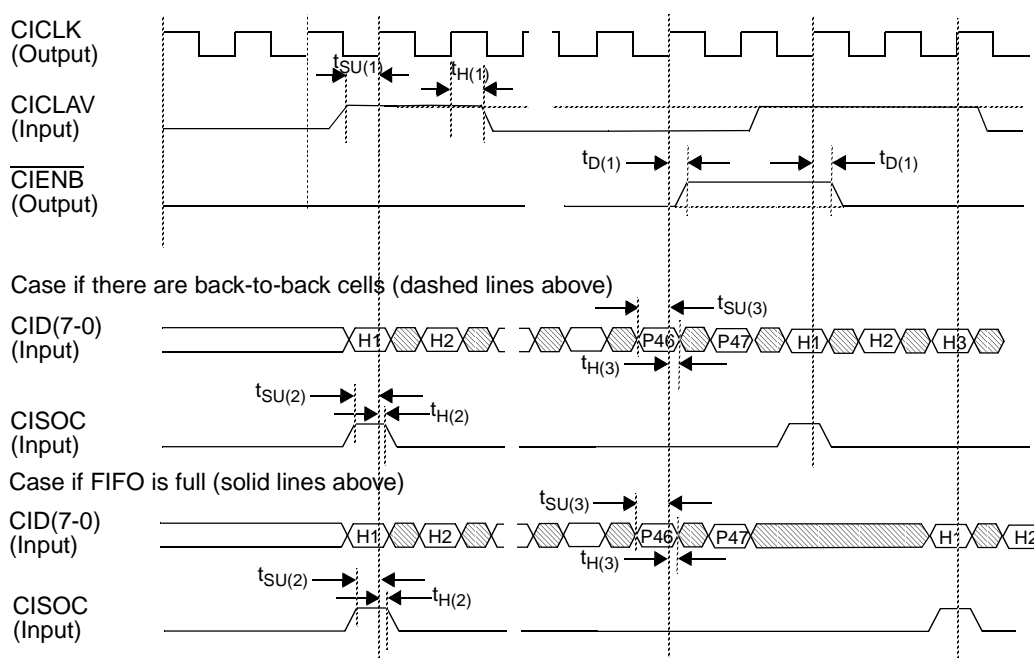 CICLK
(Output)
tSU(1)
tH(1)
CICLAV
(Input)
tD(1)
tD(1)
CIENB
(Output)
Case if there are back-to-back cells (dashed lines above)
CID(7-0)
(Input)
tSU(3)
H1
H2
P46
P47
H1
H2
H3
tH(3)
tSU(2)
tH(2)
CISOC
(Input)
Case if FIFO is full (solid lines above)
CID(7-0)
(Input)
tSU(3)
H1
H2
P46
P47
H1
H2
tH(3)
tSU(2)
tH(2)
CISOC
(Input)